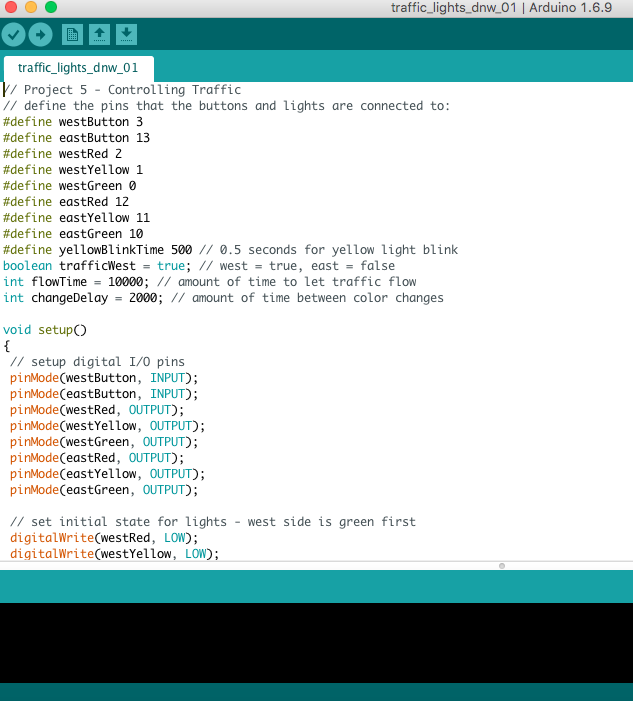 traffic_lights_dnw_01 | Arduino 1.6.9
traffic_lights_dnw_01
// Project 5 - Controlling Traffic
// define the pins that the buttons and lights are connected to:
#define westButton 3
#define eastButton 13
#define westRed 2
#define westYellow 1
#define westGreen 0
#define eastRed 12
#define eastYellow 11
#define eastGreen 10
#define yellowBlinkTime 500 // 0.5 seconds for yellow light blink
boolean trafficWest = true; // west = true, east = false
int flowTime = 10000; // amount of time to let traffic flow
int changeDelay = 2000; // amount of time between color changes

void setup()
{
 // setup digital I/O pins
 pinMode(westButton, INPUT);
 pinMode(eastButton, INPUT);
 pinMode(westRed, OUTPUT);
 pinMode(westYellow, OUTPUT);
 pinMode(westGreen, OUTPUT);
 pinMode(eastRed, OUTPUT);
 pinMode(eastYellow, OUTPUT);
 pinMode(eastGreen, OUTPUT);

 // set initial state for lights - west side is green first
 digitalWrite(westRed, LOW);
 digitalWrite(westYellow, LOW);